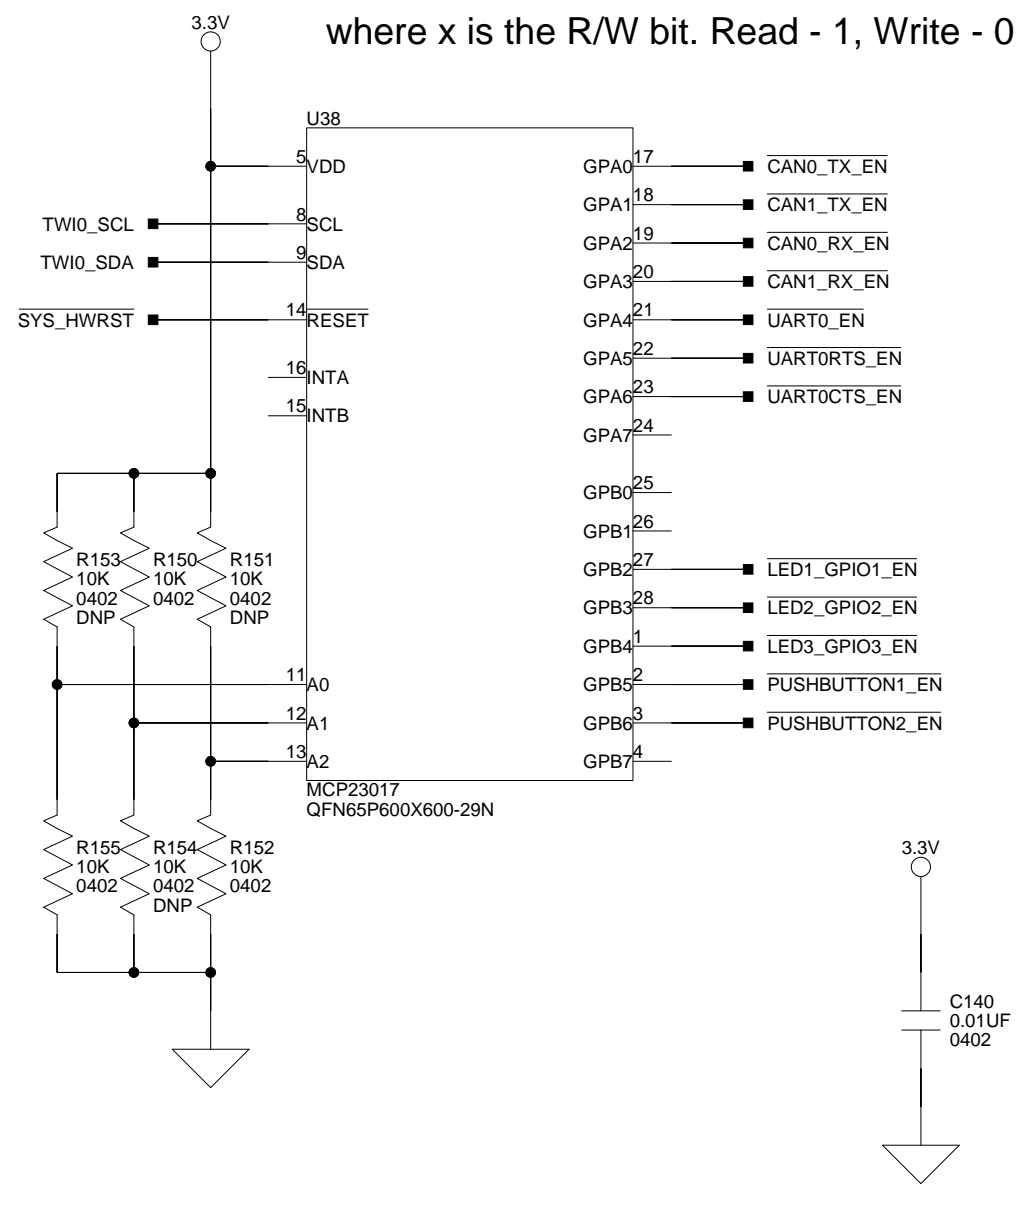 where x is the R/W bit. Read - 1, Write - 0
3.3V
U38
5 VDD
TWI0_SCL 8 SCL
TWI0_SDA 9 SDA
SYS_HWRST 14 RESET
16 INTA
15 INTB
GPA0 17 CAN0_TX_EN
GPA1 18 CAN1_TX_EN
GPA2 19 CAN0_RX_EN
GPA3 20 CAN1_RX_EN
GPA4 21 UART0_EN
GPA5 22 UART0RTS_EN
GPA6 23 UART0CTS_EN
GPA7 24
GPB0 25
GPB1 26
GPB2 27 LED1_GPIO1_EN
GPB3 28 LED2_GPIO2_EN
GPB4 1 LED3_GPIO3_EN
GPB5 2 PUSHBUTTON1_EN
GPB6 3 PUSHBUTTON2_EN
GPB7 4
R153
10K
0402
DNP
R150
10K
0402
R151
10K
0402
DNP
11 A0
12 A1
13 A2
MCP23017
QFN65P600X600-29N
R155
10K
0402
R154
10K
0402
DNP
R152
10K
0402
3.3V
C140
0.01UF
0402